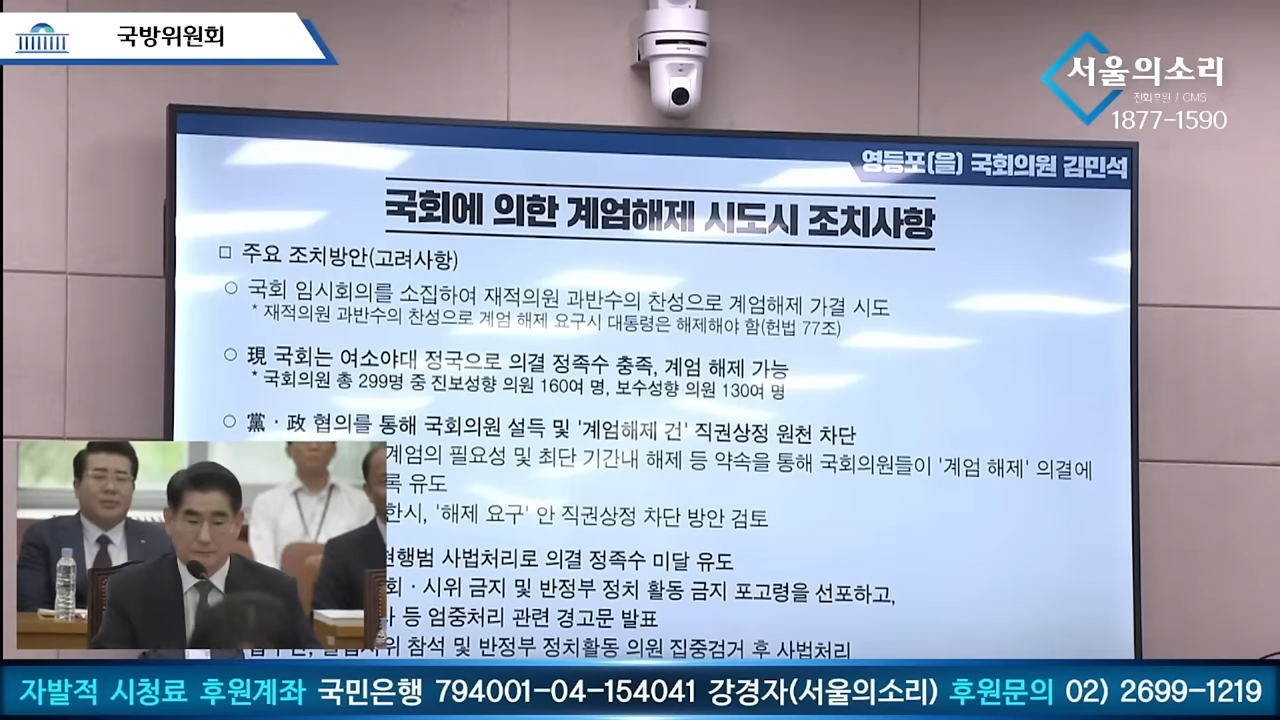 국방위원회
서울의소리
전화후원 / CMS
1877-1590
영등포(을) 국회의원 김민석
국회에 의한 계엄해제 시도시 조치사항
□ 주요 조치방안(고려사항)
○ 국회 임시회의를 소집하여 재적의원 과반수의 찬성으로 계엄해제 가결 시도
* 재적의원 과반수의 찬성으로 계엄 해제 요구시 대통령은 해제해야 함(헌법 77조)
○ 現 국회는 여소야대 정국으로 의결 정족수 충족, 계엄 해제 가능
* 국회의원 총 299명 중 진보성향 의원 160여 명, 보수성향 의원 130여 명
○ 黨·政 협의를 통해 국회의원 설득 및 '계엄해제 건' 직권상정 원천 차단
계엄의 필요성 및 최단 기간내 해제 등 약속을 통해 국회의원들이 '계엄 해제' 의결에
록 유도
한시, '해제 요구' 안 직권상정 차단 방안 검토
현행범 사법처리로 의결 정족수 미달 유도
회·시위 금지 및 반정부 정치 활동 금지 포고령을 선포하고,
등 엄중처리 관련 경고문 발표
참석 및 반정부 정치활동 의원 집중검거 후 사법처리
자발적 시청료 후원계좌 국민은행 794001-04-154041 강경자(서울의소리) 후원문의 02) 2699-1219